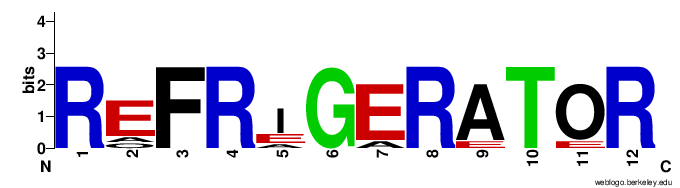 4
3
2
1
0
bits
REFRIGERATOR
A E E A E E
O A
1 2 3 4 5 6 7 8 9 10 11 12
N C
weblogo.berkeley.edu